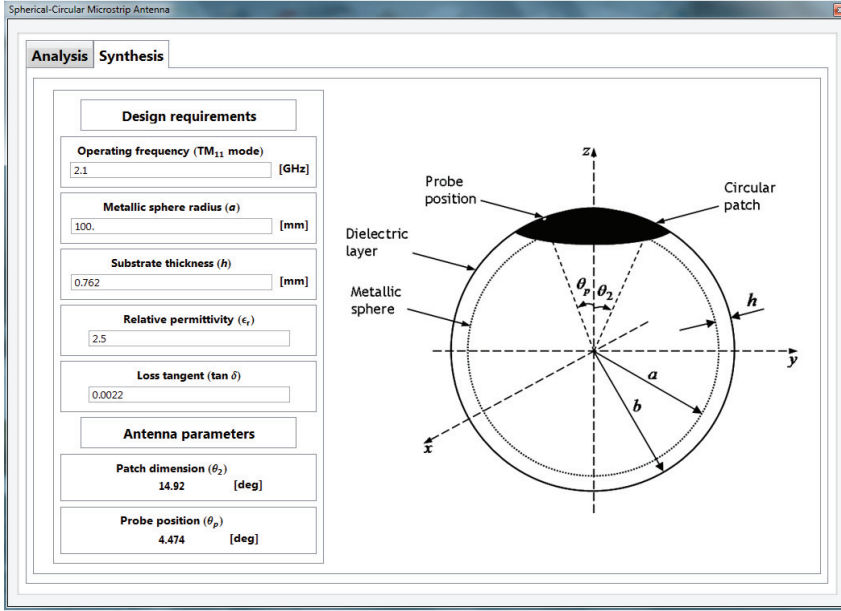 Spherical-Circular Microstrip Antenna
Analysis Synthesis
Design requirements
Operating frequency (TM₁₁ mode)
2.1 [GHz]
Metallic sphere radius (a)
100. [mm]
Substrate thickness (h)
0.762 [mm]
Relative permittivity (ϵᵣ)
2.5
Loss tangent (tan δ)
0.0022
Antenna parameters
Patch dimension (θ₂)
14.92 [deg]
Probe position (θₚ)
4.474 [deg]
z
Probe
position
Circular
patch
Dielectric
layer
Metallic
sphere
θₚ θ₂
h
a
b
y
x